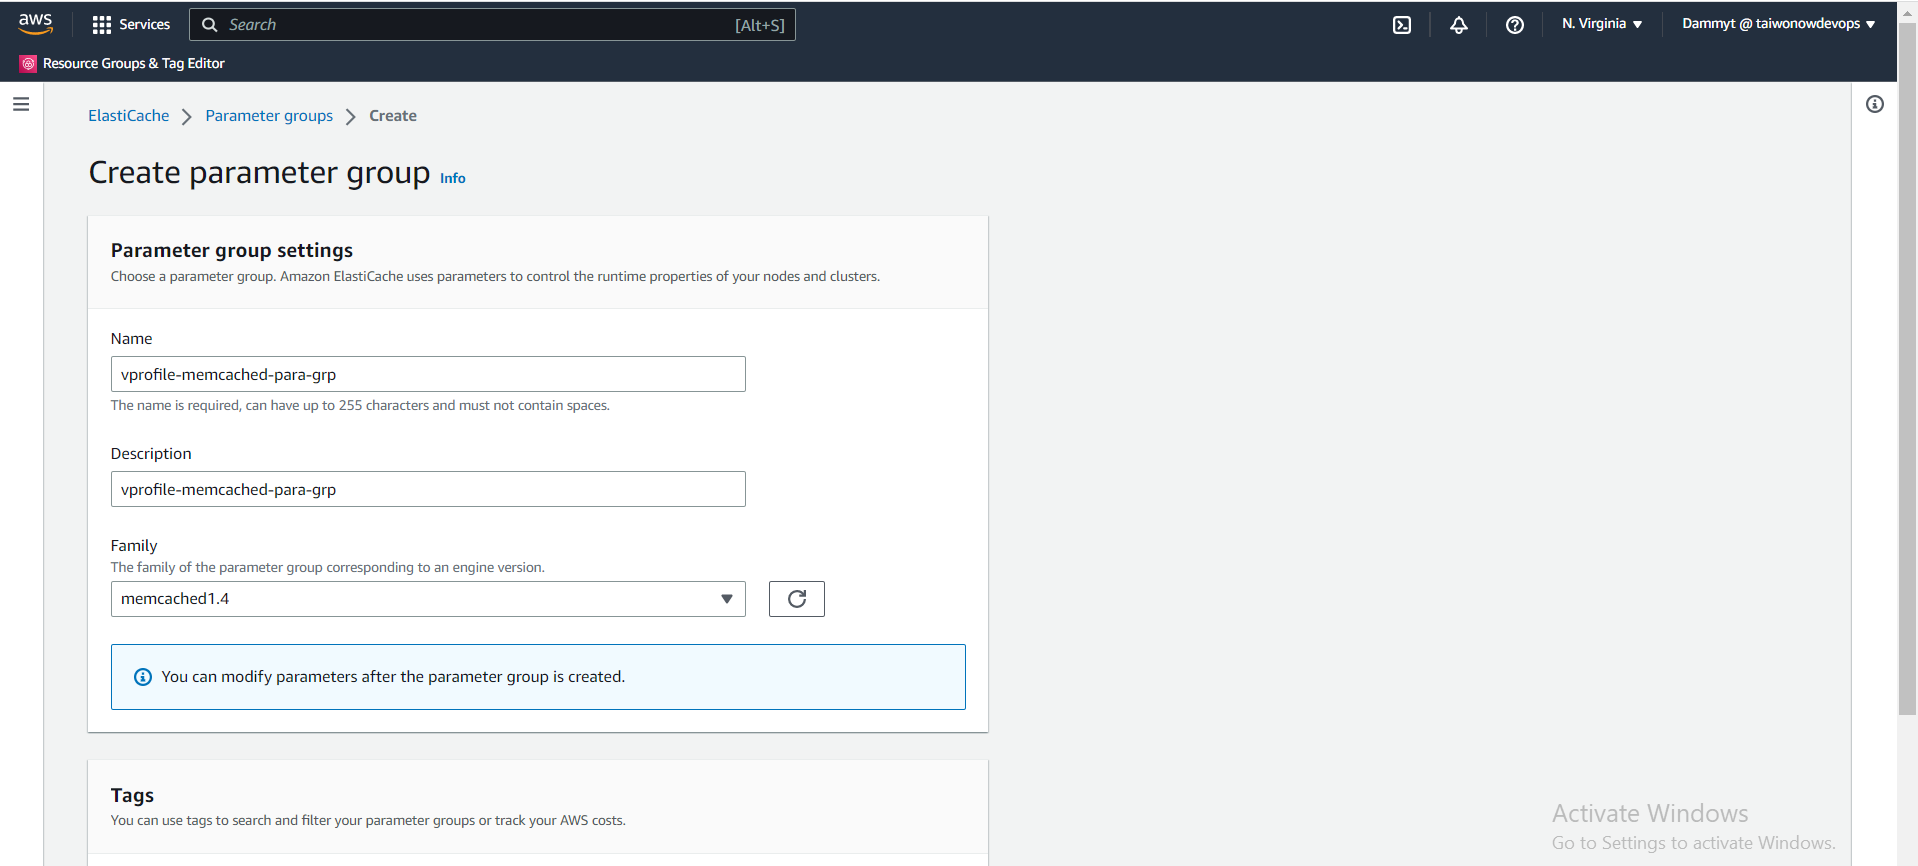 aws Services Search [Alt+S] N. Virginia Dammyt @ taiwonowdevops
Resource Groups & Tag Editor
ElastiCache Parameter groups Create
Create parameter group Info
Parameter group settings
Choose a parameter group. Amazon ElastiCache uses parameters to control the runtime properties of your nodes and clusters.
Name
vprofile-memcached-para-grp
The name is required, can have up to 255 characters and must not contain spaces.
Description
vprofile-memcached-para-grp
Family
The family of the parameter group corresponding to an engine version.
memcached1.4
You can modify parameters after the parameter group is created.
Tags
You can use tags to search and filter your parameter groups or track your AWS costs.
Activate Windows
Go to Settings to activate Windows.